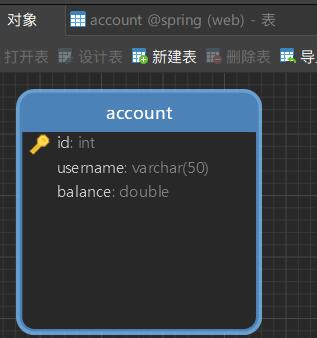 对象 account @spring (web) - 表
打开表 设计表 新建表 删除表 导
account
id: int
username: varchar(50)
balance: double